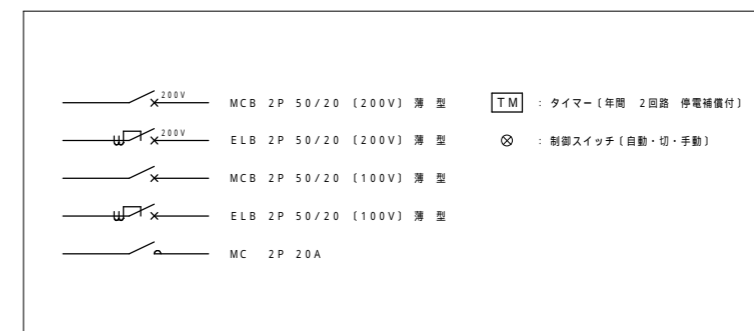 200V MCB 2P 50/20 (200V) 薄 型
200V ELB 2P 50/20 (200V) 薄 型
MCB 2P 50/20 (100V) 薄 型
ELB 2P 50/20 (100V) 薄 型
MC 2P 20A
TM : タイマー(年間 2回路 停電補償付)
: 制御スイッチ(自動・切・手動)